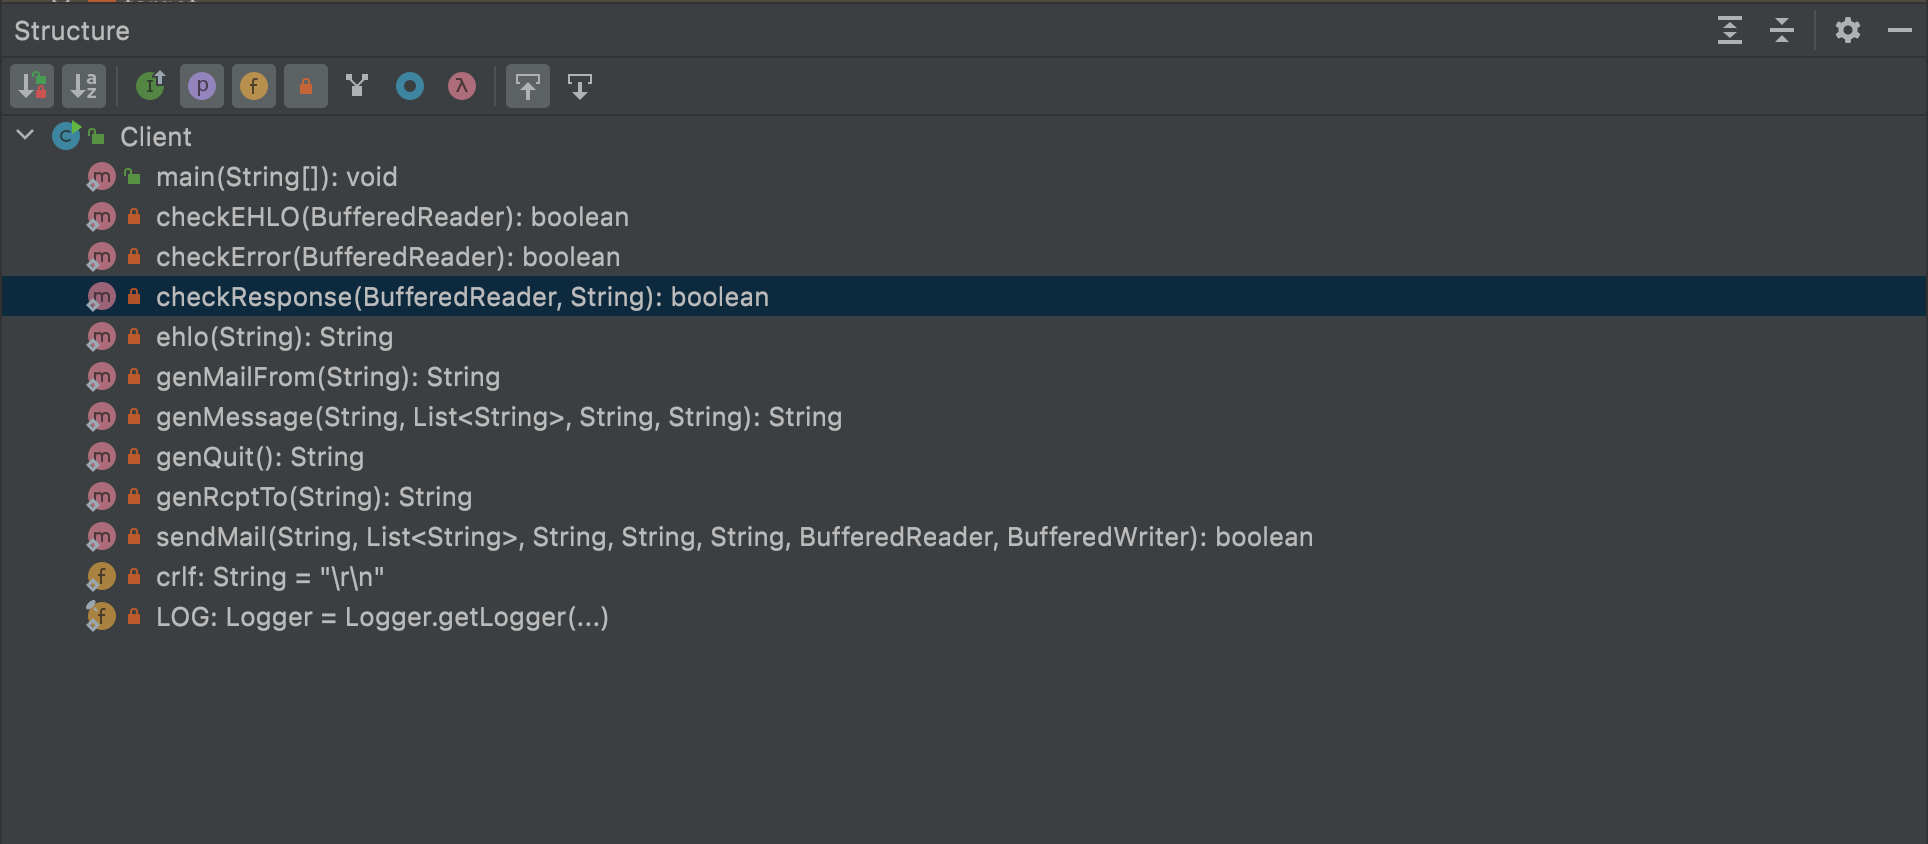 Structure
Client
main(String[]): void
checkEHLO(BufferedReader): boolean
checkError(BufferedReader): boolean
checkResponse(BufferedReader, String): boolean
ehlo(String): String
genMailFrom(String): String
genMessage(String, List<String>, String, String): String
genQuit(): String
genRcptTo(String): String
sendMail(String, List<String>, String, String, String, BufferedReader, BufferedWriter): boolean
crlf: String = "\r\n"
LOG: Logger = Logger.getLogger(...)